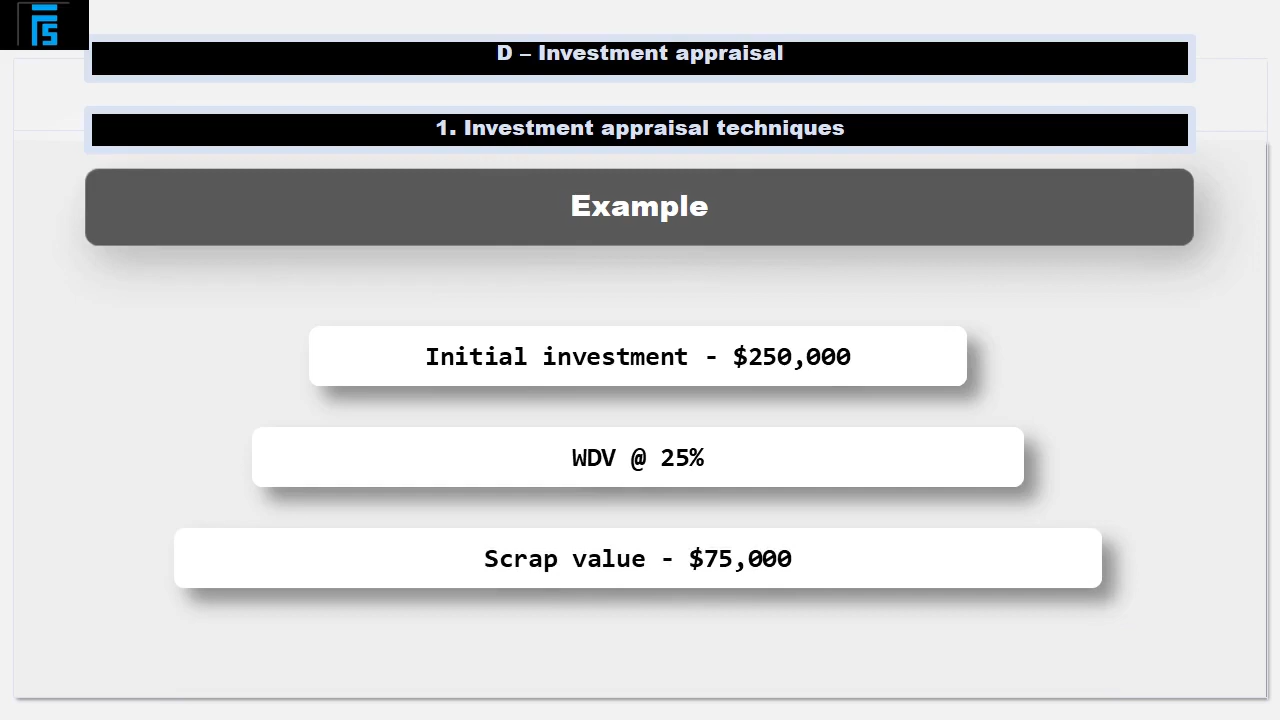 D – Investment appraisal
1. Investment appraisal techniques
Example
Initial investment - $250,000
WDV @ 25%
Scrap value - $75,000